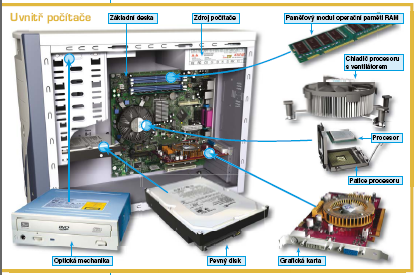 Uvnitř počítače
Základní deska
Zdroj počítače
Paměťový modul operační paměti RAM
Chladič procesoru
s ventilátorem
Procesor
Patice procesoru
Optická mechanika
Pevný disk
Grafická karta